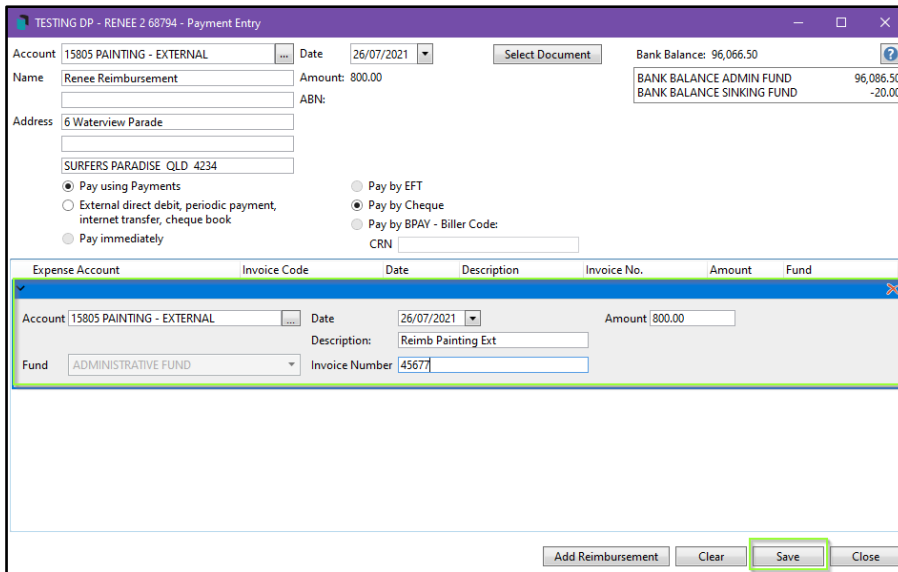 TESTING DP - RENEE 2 68794 - Payment Entry
Account 15805 PAINTING - EXTERNAL ... Date 26/07/2021 Select Document Bank Balance: 96,066.50 ?
Name Renee Reimbursement Amount: 800.00 BANK BALANCE ADMIN FUND 96,086.50
BANK BALANCE SINKING FUND -20.00
ABN:
Address 6 Waterview Parade
SURFERS PARADISE QLD 4234
Pay using Payments Pay by EFT
External direct debit, periodic payment, Pay by Cheque
internet transfer, cheque book Pay by BPAY - Biller Code:
Pay immediately
CRN
Expense Account Invoice Code Date Description Invoice No. Amount Fund
Account 15805 PAINTING - EXTERNAL ... Date 26/07/2021 Amount 800.00
Description: Reimb Painting Ext
Fund ADMINISTRATIVE FUND Invoice Number 45677
Add Reimbursement Clear Save Close